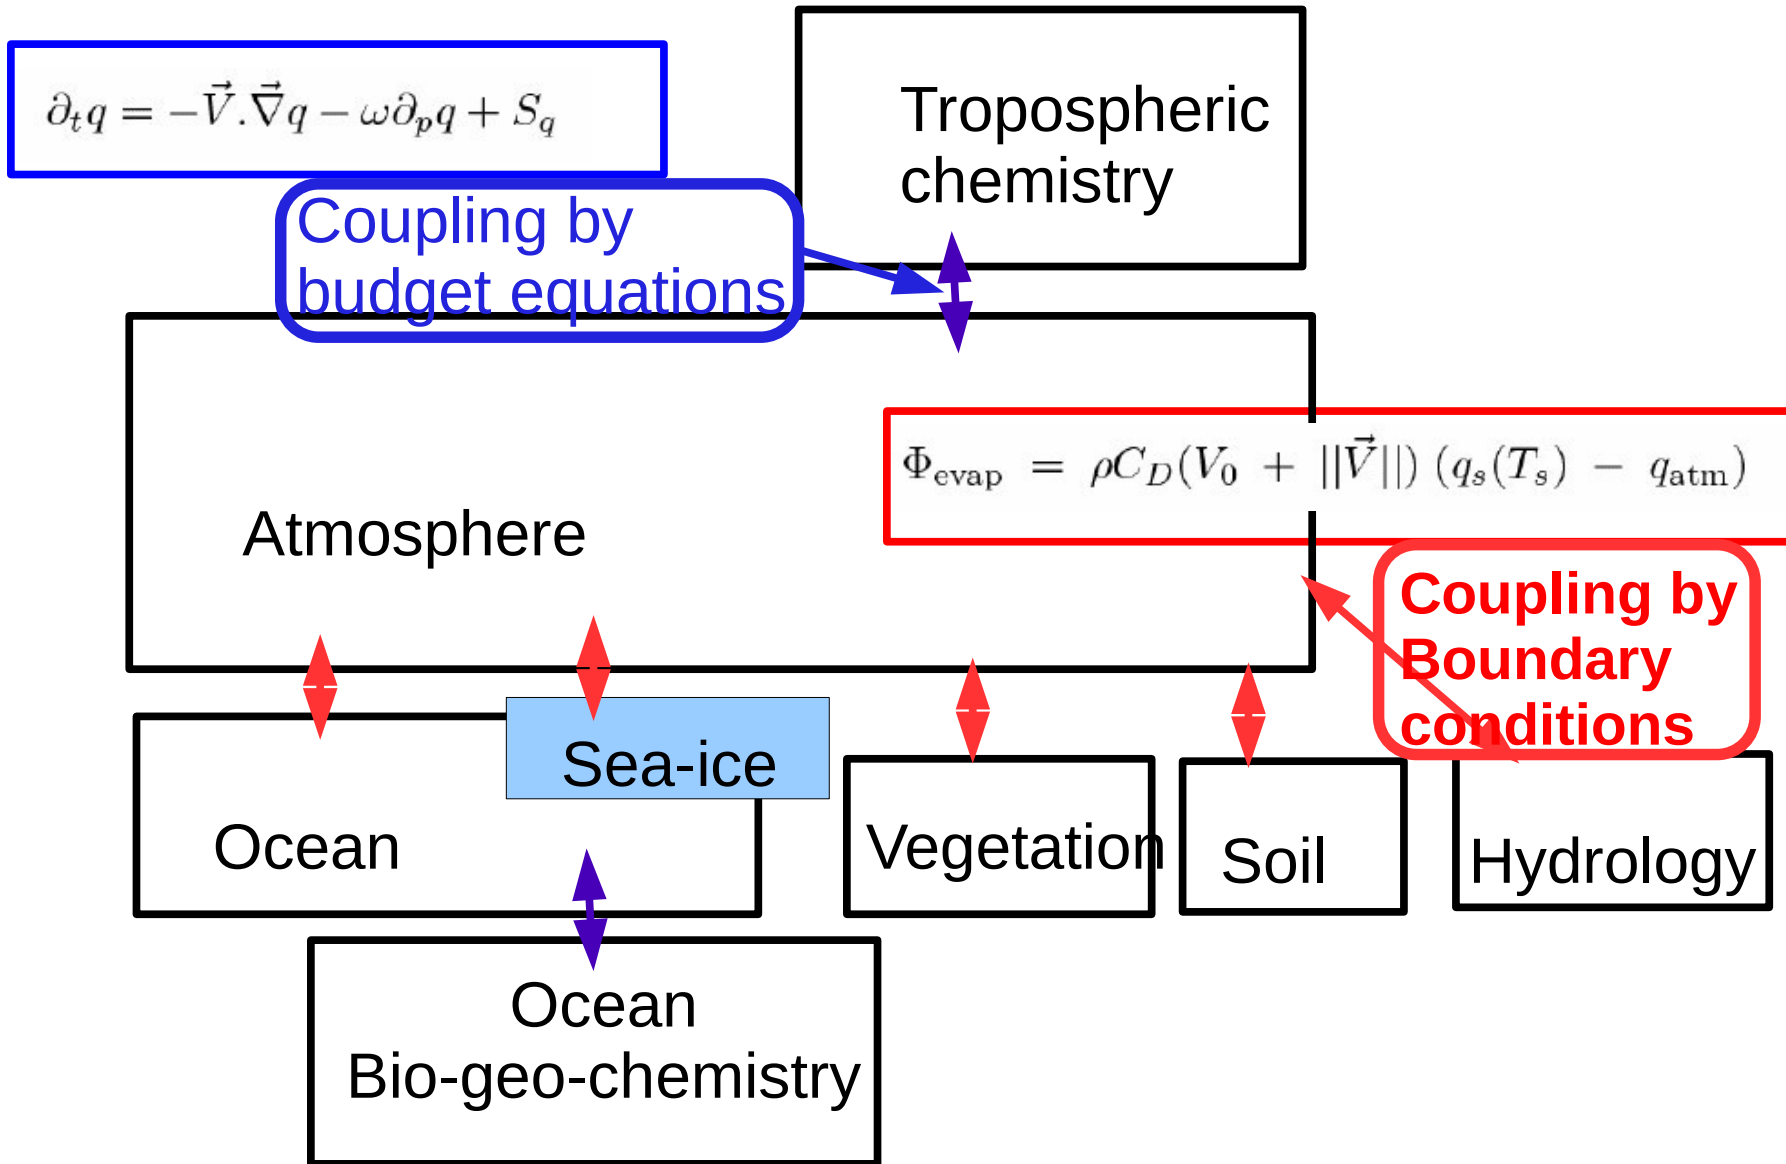 ∂ₜq = −V⃗.∇⃗q − ω∂ₚq + S_q
Tropospheric
chemistry
Coupling by
budget equations
Φ_evap = ρC_D(V₀ + ||V⃗||) (q_s(T_s) − q_atm)
Atmosphere
Coupling by
Boundary
conditions
Sea-ice
Ocean
Vegetation
Soil
Hydrology
Ocean
Bio-geo-chemistry